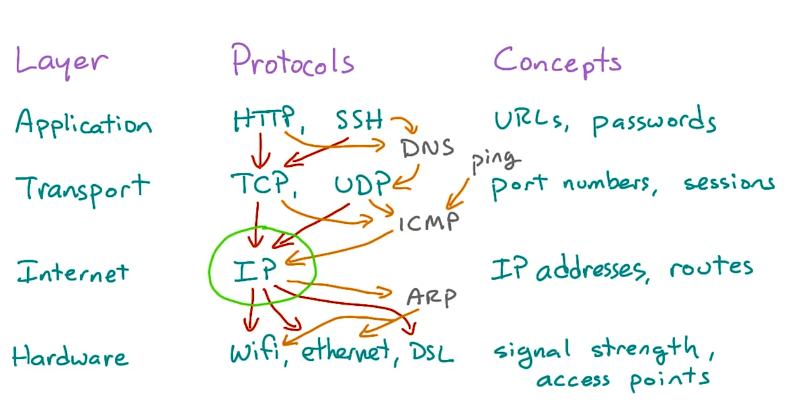 Layer Protocols Concepts
Application HTTP, SSH URLs, passwords
DNS
ping
Transport TCP, UDP port numbers, sessions
ICMP
Internet IP IP addresses, routes
ARP
Hardware Wifi, ethernet, DSL signal strength,
access points